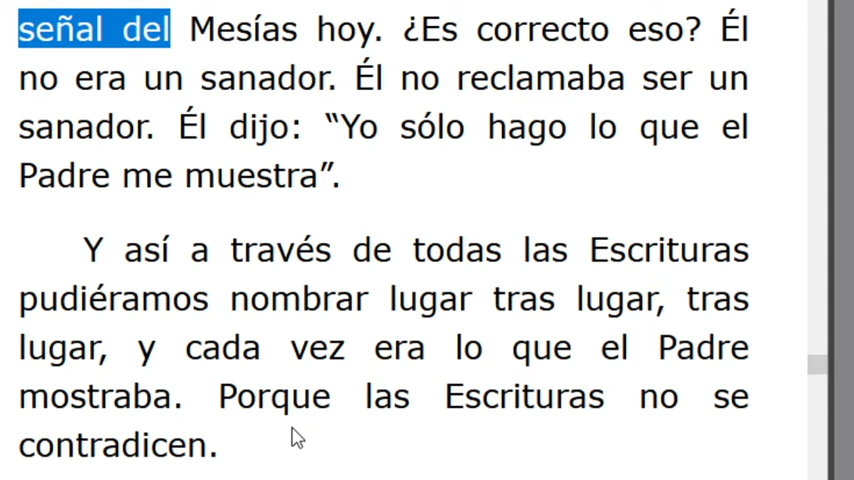 señal del Mesías hoy. ¿Es correcto eso? Él
no era un sanador. Él no reclamaba ser un
sanador. Él dijo: “Yo sólo hago lo que el
Padre me muestra”.
Y así a través de todas las Escrituras
pudiéramos nombrar lugar tras lugar, tras
lugar, y cada vez era lo que el Padre
mostraba. Porque las Escrituras no se
contradicen.